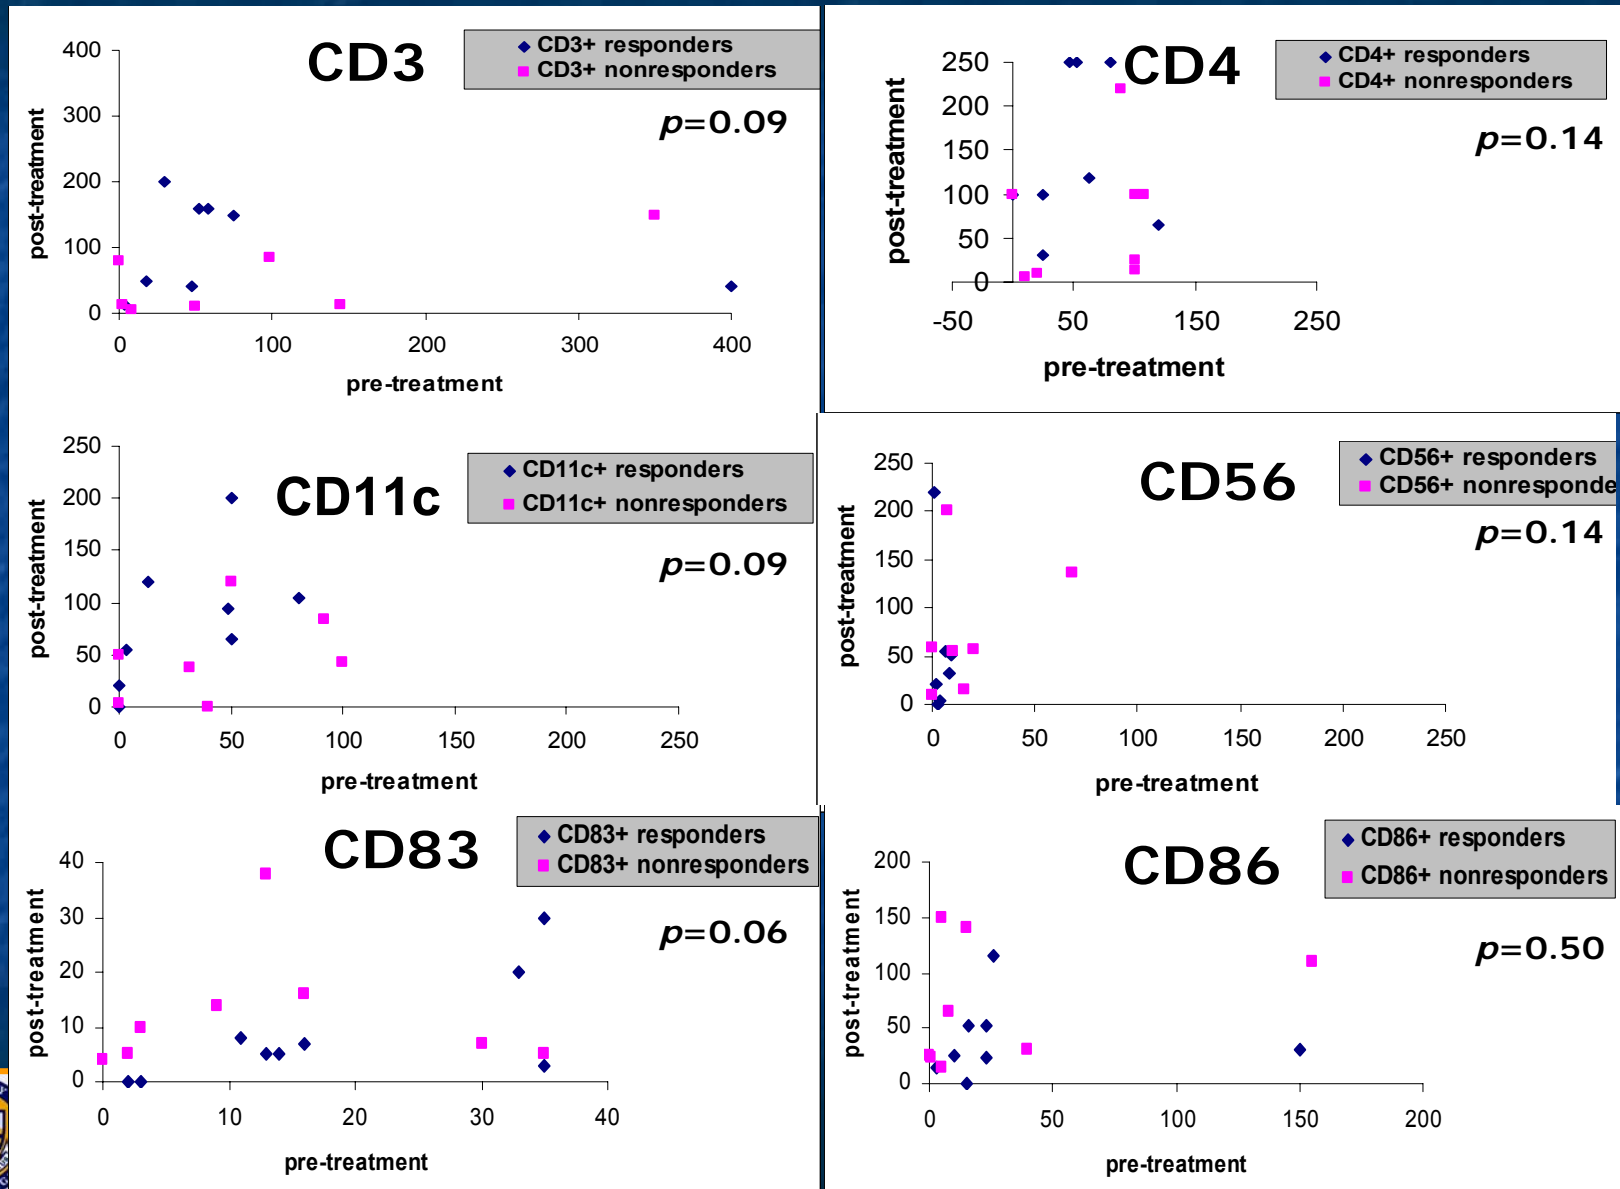 CD3
CD3+ responders
CD3+ nonresponders
p=0.09
400
300
200
100
0
0 100 200 300 400
post-treatment
pre-treatment
CD4
CD4+ responders
CD4+ nonresponders
p=0.14
250
200
150
100
50
0
-50 50 150 250
post-treatment
pre-treatment
CD11c
CD11c+ responders
CD11c+ nonresponders
p=0.09
250
200
150
100
50
0
0 50 100 150 200 250
post-treatment
pre-treatment
CD56
CD56+ responders
CD56+ nonresponde
p=0.14
250
200
150
100
50
0
0 50 100 150 200 250
post-treatment
pre-treatment
CD83
CD83+ responders
CD83+ nonresponders
p=0.06
40
30
20
10
0
0 10 20 30 40
post-treatment
pre-treatment
CD86
CD86+ responders
CD86+ nonresponders
p=0.50
200
150
100
50
0
0 50 100 150 200
post-treatment
pre-treatment